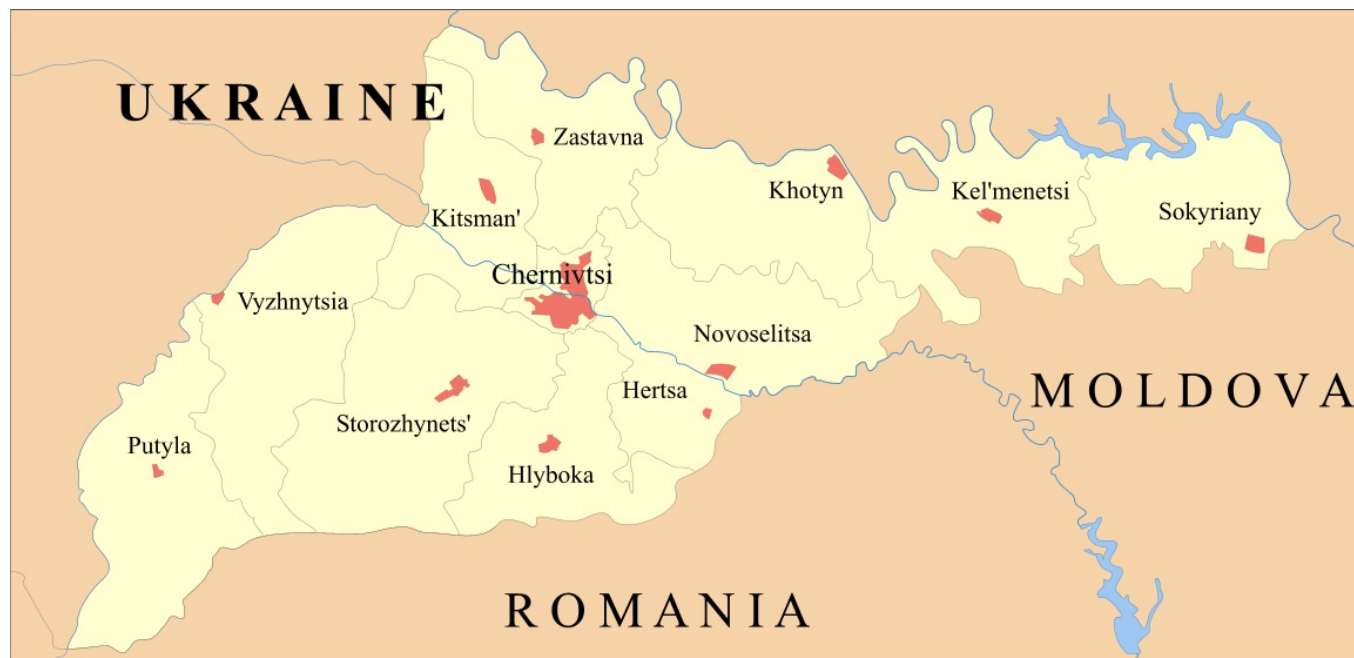 UKRAINE
Zastavna
Khotyn
Kel'menetsi
Kitsman'
Sokyriany
Chernivtsi
Vyzhnytsia
Novoselitsa
Hertsa
MOLDOVA
Storozhynets'
Putyla
Hlyboka
ROMANIA